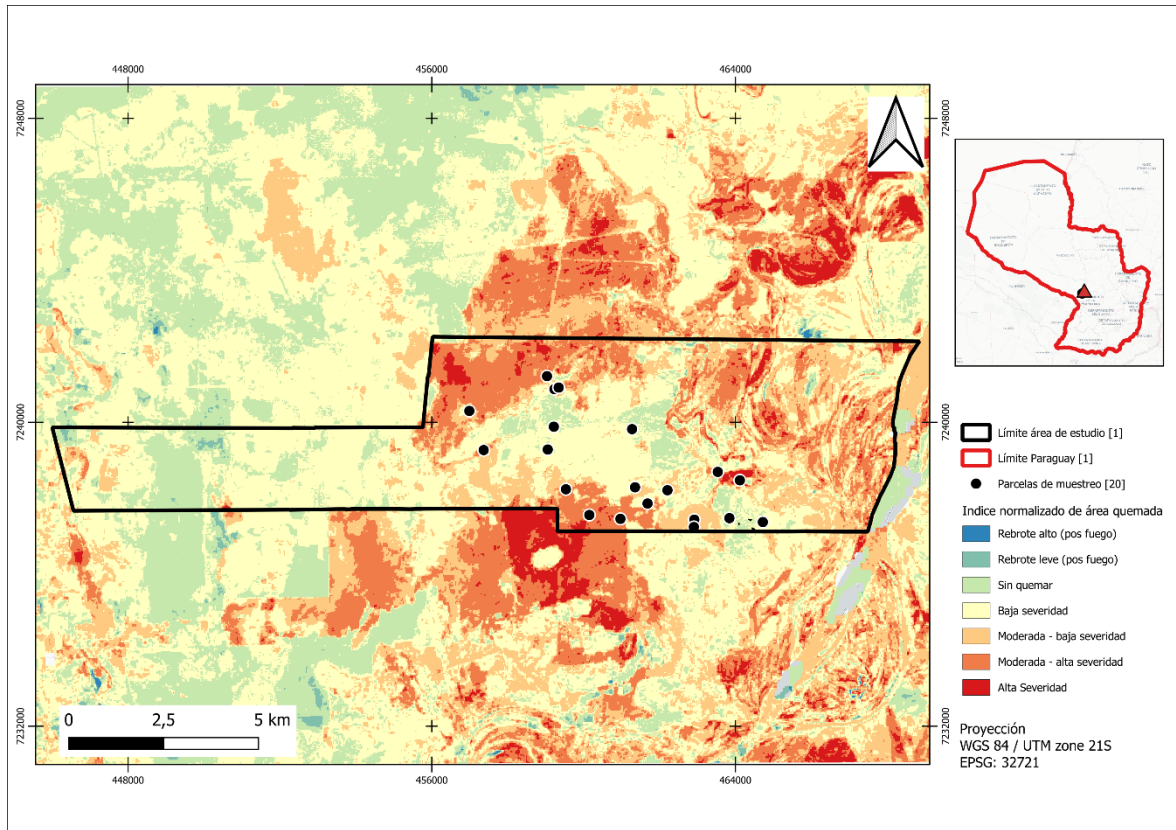 448000
456000
464000
7248000
7248000
7240000
7240000
7232000
7232000
0
2,5
5 km
448000
456000
464000
Límite área de estudio [1]
Límite Paraguay [1]
Parcelas de muestreo [20]
Indice normalizado de área quemada
Rebrote alto (pos fuego)
Rebrote leve (pos fuego)
Sin quemar
Baja severidad
Moderada - baja severidad
Moderada - alta severidad
Alta Severidad
Proyección
WGS 84 / UTM zone 21S
EPSG: 32721